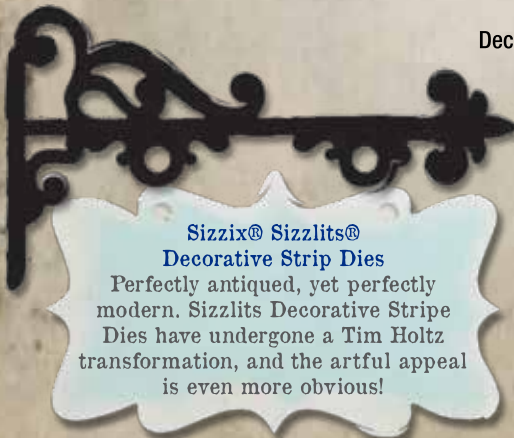 Dec
Sizzix® Sizzlits®
Decorative Strip Dies
Perfectly antiqued, yet perfectly
modern. Sizzlits Decorative Stripe
Dies have undergone a Tim Holtz
transformation, and the artful appeal
is even more obvious!